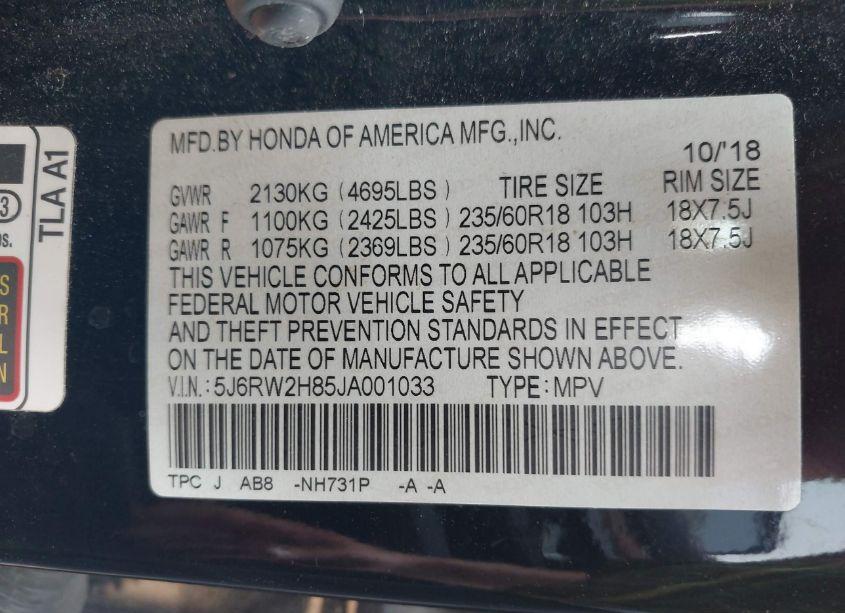 MFD.BY HONDA OF AMERICA MFG.,INC.
10/'18
GVWR 2130KG (4695LBS) TIRE SIZE RIM SIZE
GAWR F 1100KG (2425LBS) 235/60R18 103H 18X7.5J
GAWR R 1075KG (2369LBS) 235/60R18 103H 18X7.5J
THIS VEHICLE CONFORMS TO ALL APPLICABLE
FEDERAL MOTOR VEHICLE SAFETY
AND THEFT PREVENTION STANDARDS IN EFFECT
ON THE DATE OF MANUFACTURE SHOWN ABOVE.
V.I.N.: 5J6RW2H85JA001033 TYPE: MPV
TPC J AB8 -NH731P -A -A
TLA A1